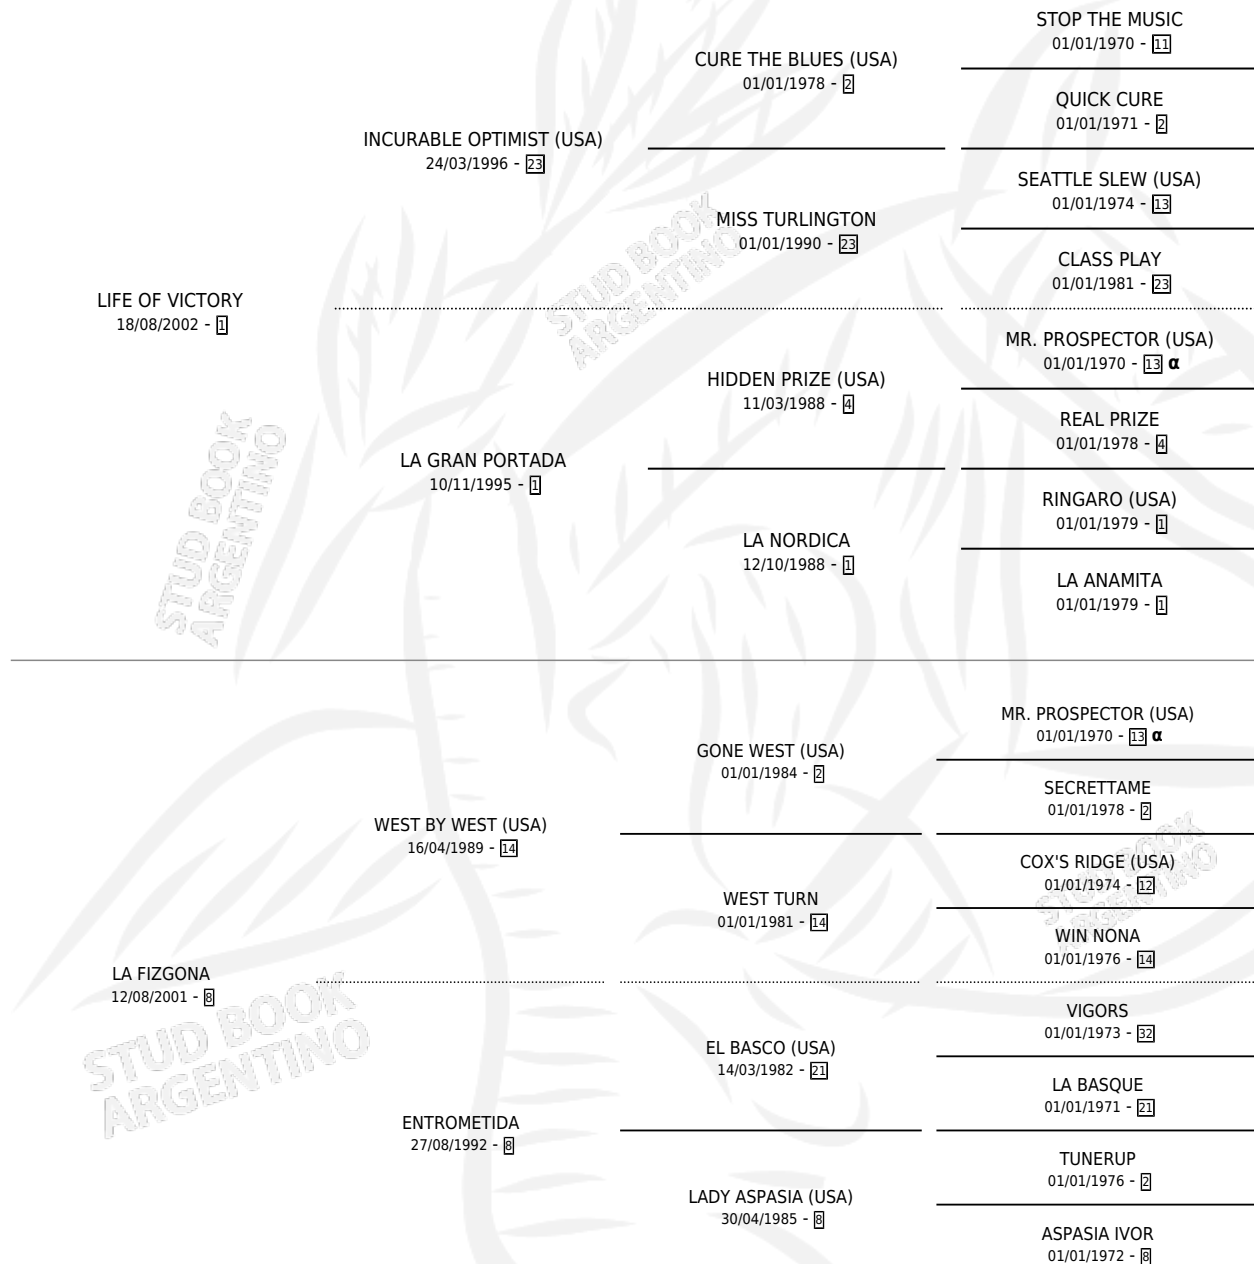 STOP THE MUSIC
01/01/1970 - 11
CURE THE BLUES (USA)
01/01/1978 - 2
QUICK CURE
01/01/1971 - 2
INCURABLE OPTIMIST (USA)
24/03/1996 - 23
SEATTLE SLEW (USA)
01/01/1974 - 13
MISS TURLINGTON
01/01/1990 - 23
CLASS PLAY
01/01/1981 - 23
LIFE OF VICTORY
18/08/2002 - 1
MR. PROSPECTOR (USA)
01/01/1970 - 13 α
HIDDEN PRIZE (USA)
11/03/1988 - 4
REAL PRIZE
01/01/1978 - 4
LA GRAN PORTADA
10/11/1995 - 1
RINGARO (USA)
01/01/1979 - 1
LA NORDICA
12/10/1988 - 1
LA ANAMITA
01/01/1979 - 1
STUD BOOK
ARGENTINO
STUD BOOK
ARGENTINO
MR. PROSPECTOR (USA)
01/01/1970 - 13 α
GONE WEST (USA)
01/01/1984 - 2
SECRETTAME
01/01/1978 - 2
WEST BY WEST (USA)
16/04/1989 - 14
COX'S RIDGE (USA)
01/01/1974 - 12
WEST TURN
01/01/1981 - 14
WIN NONA
01/01/1976 - 14
LA FIZGONA
12/08/2001 - 8
VIGORS
01/01/1973 - 32
EL BASCO (USA)
14/03/1982 - 21
LA BASQUE
01/01/1971 - 21
ENTROMETIDA
27/08/1992 - 8
TUNERUP
01/01/1976 - 2
LADY ASPASIA (USA)
30/04/1985 - 8
ASPASIA IVOR
01/01/1972 - 8
STUD BOOK
ARGENTINO
STUD BOOK
ARGENTINO